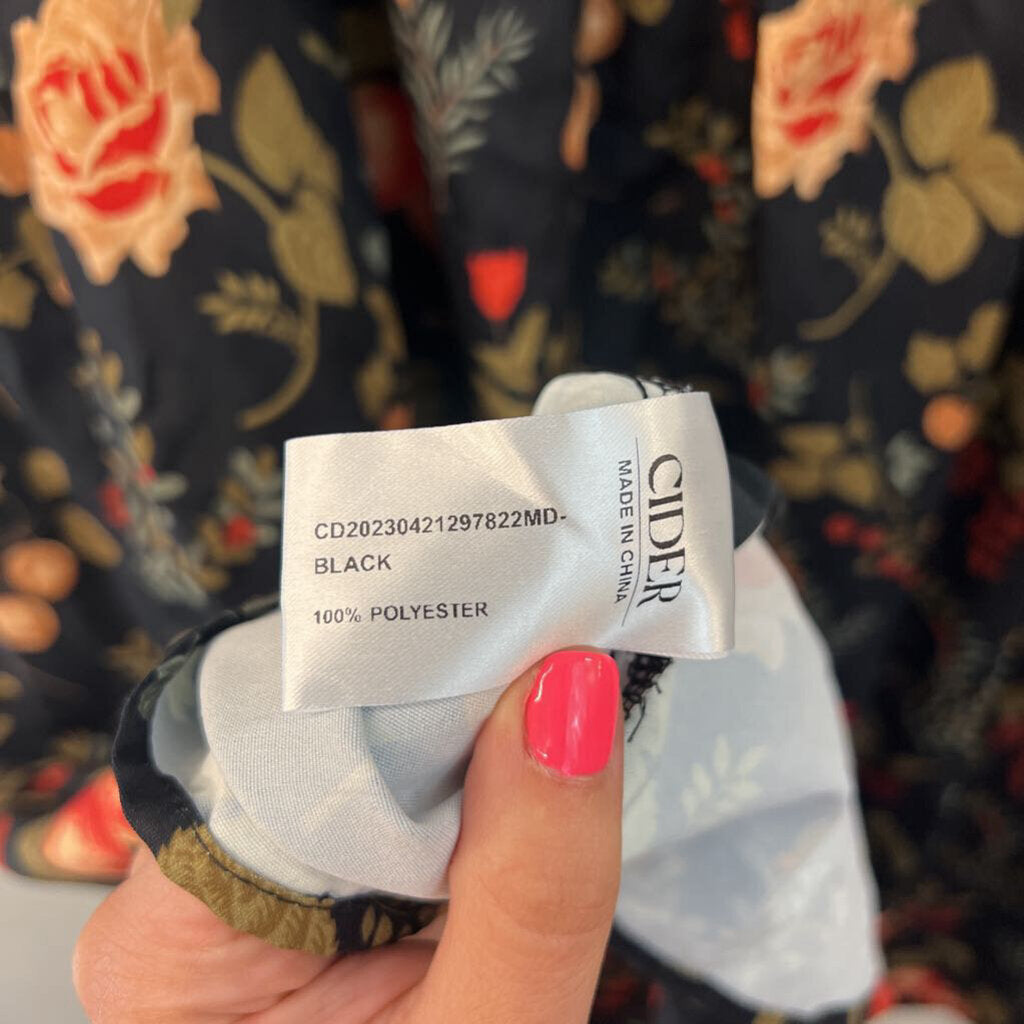 CD20230421297822MD-
BLACK
100% POLYESTER
CIDER
MADE IN CHINA